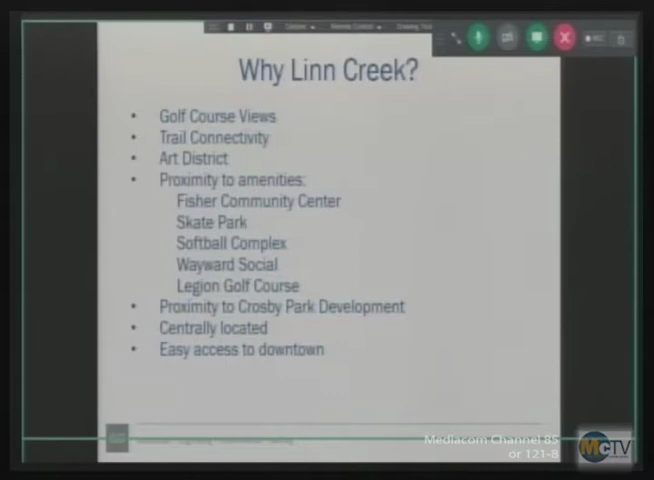 Why Linn Creek?
• Golf Course Views
• Trail Connectivity
• Art District
• Proximity to amenities:
Fisher Community Center
Skate Park
Softball Complex
Wayward Social
Legion Golf Course
• Proximity to Crosby Park Development
• Centrally located
• Easy access to downtown
Mediacom Channel 85
or 121-8
MCTV